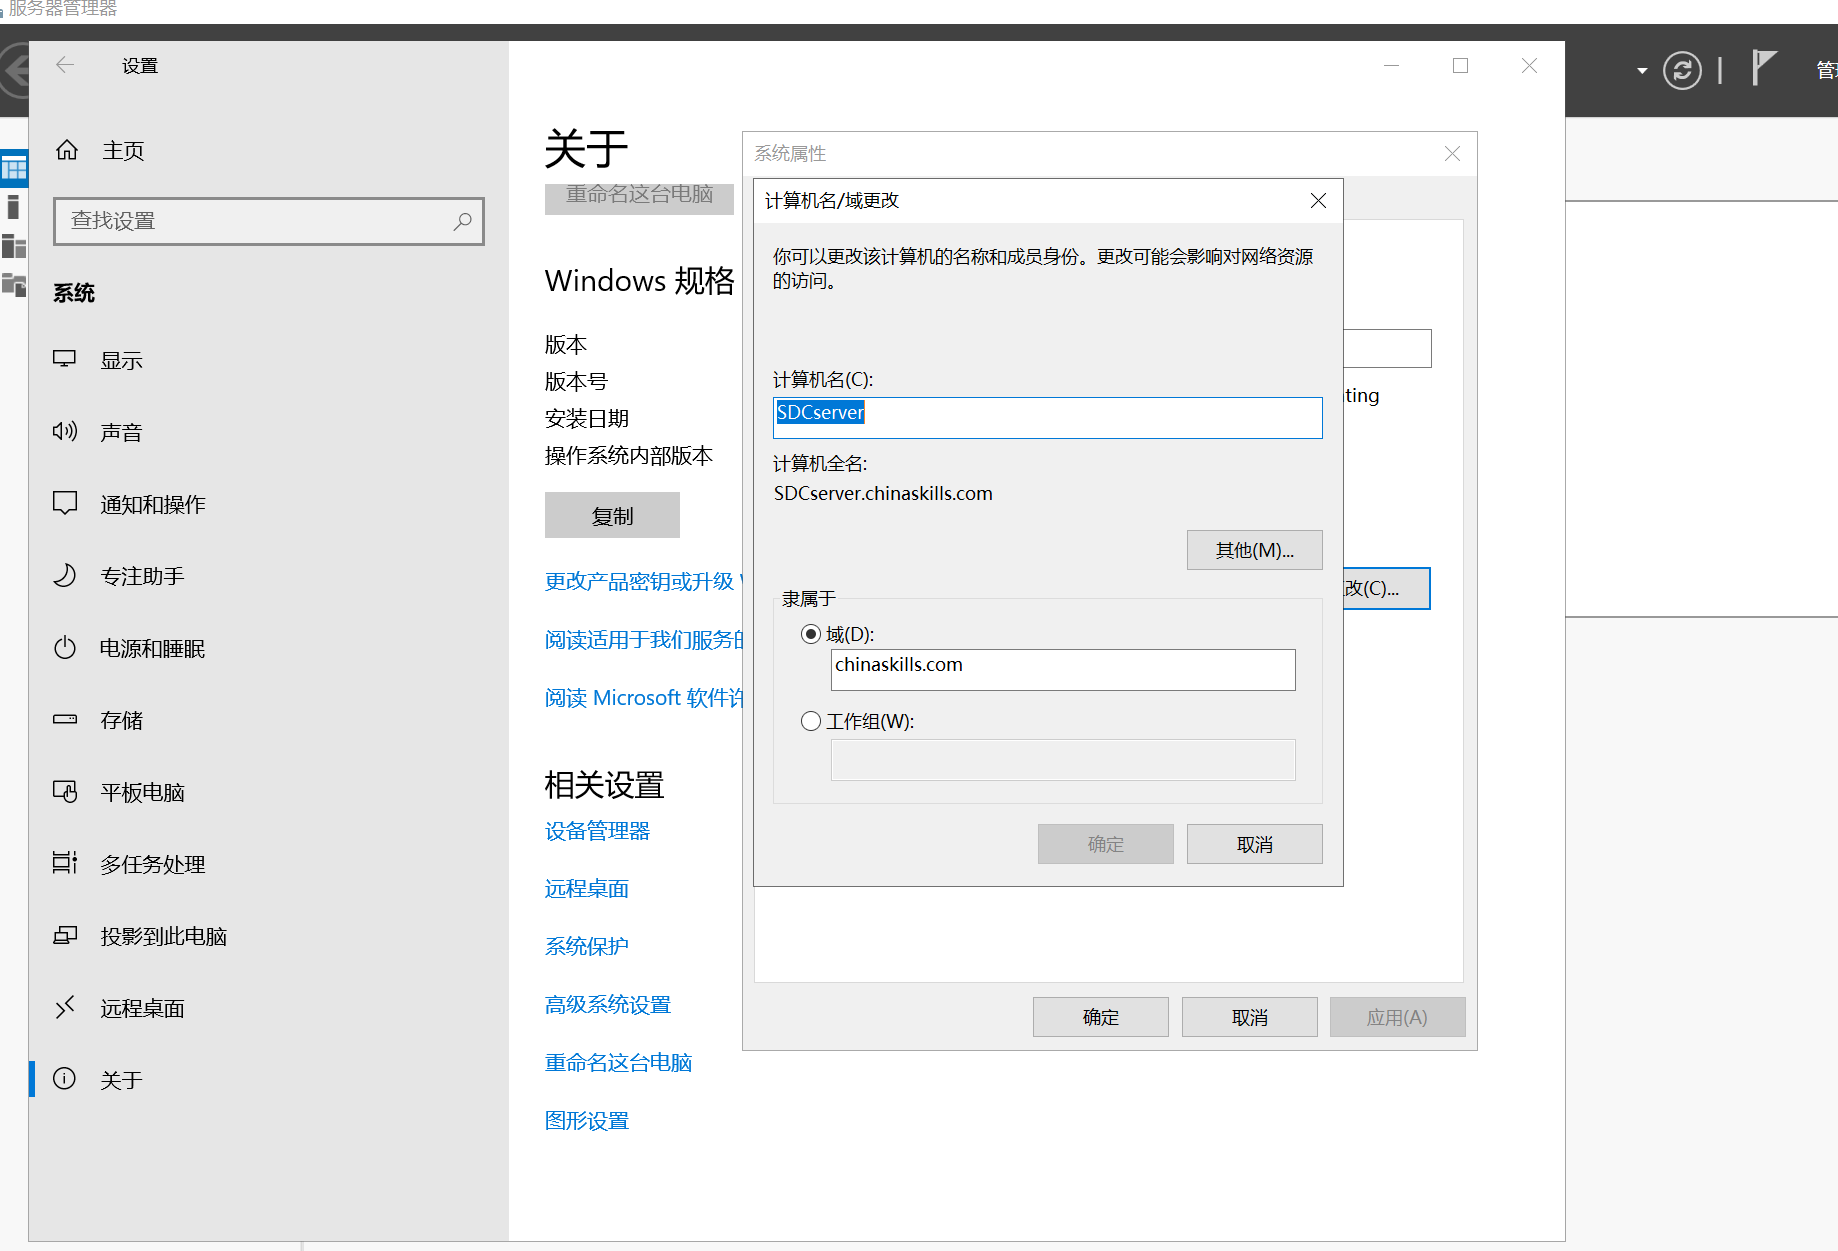 服务器管理器
管
设置
主页
查找设置
系统
显示
声音
通知和操作
专注助手
电源和睡眠
存储
平板电脑
多任务处理
投影到此电脑
远程桌面
关于
关于
重命名这台电脑
Windows 规格
版本
版本号
安装日期
操作系统内部版本
复制
更改产品密钥或升级
阅读适用于我们服务的
阅读 Microsoft 软件许
相关设置
设备管理器
远程桌面
系统保护
高级系统设置
重命名这台电脑
图形设置
系统属性
计算机名/域更改
你可以更改该计算机的名称和成员身份。更改可能会影响对网络资源
的访问。
计算机名(C):
SDCserver
计算机全名:
SDCserver.chinaskills.com
其他(M)...
隶属于
域(D):
chinaskills.com
工作组(W):
确定
取消
ting
改(C)...
确定
取消
应用(A)